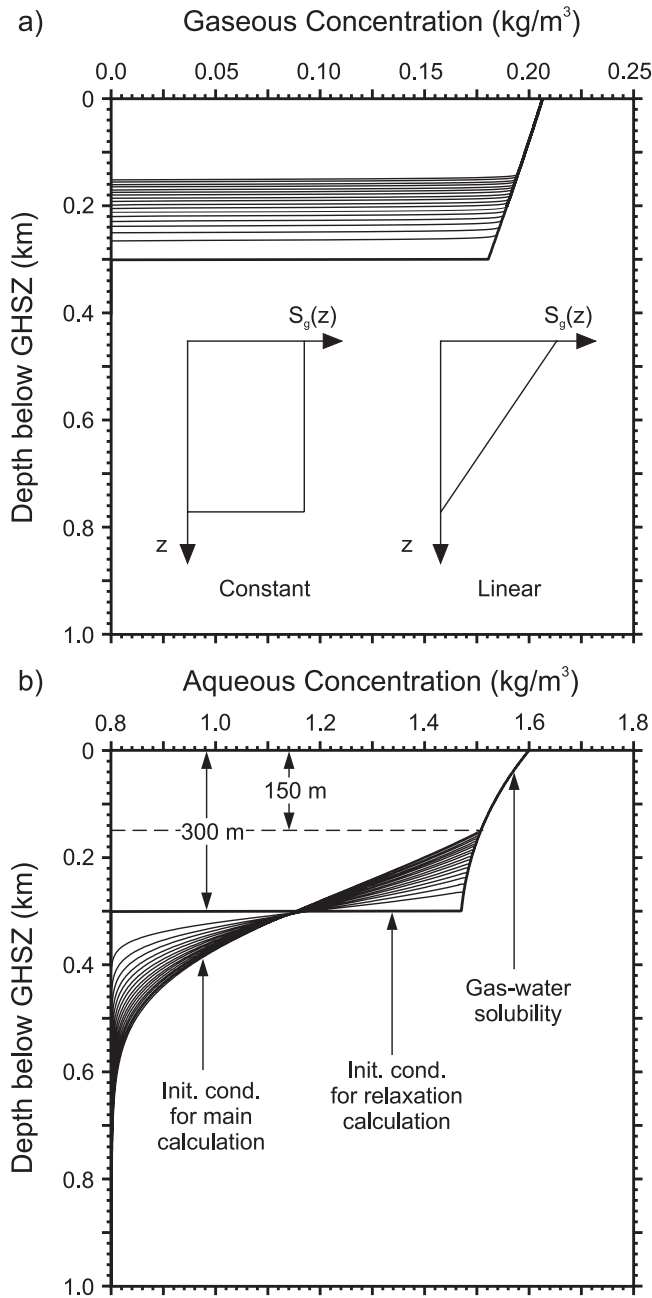 a)
Gaseous Concentration (kg/m³)
0.0 0.05 0.10 0.15 0.20 0.25
0
0.2
0.4
0.6
0.8
1.0
Depth below GHSZ (km)
Sg(z)
z
Constant
Sg(z)
z
Linear
b)
Aqueous Concentration (kg/m³)
0.8 1.0 1.2 1.4 1.6 1.8
0
0.2
0.4
0.6
0.8
1.0
Depth below GHSZ (km)
150 m
300 m
Gas-water
solubility
Init. cond.
for main
calculation
Init. cond.
for relaxation
calculation